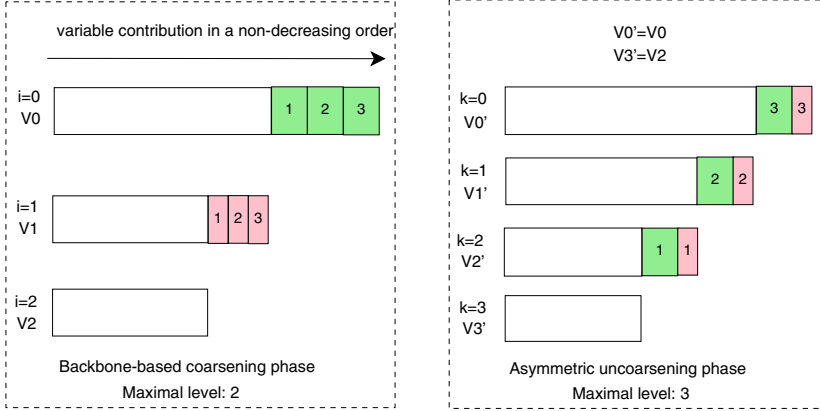 variable contribution in a non-decreasing order
i=0
V0
1 2 3
i=1
V1
1 2 3
i=2
V2
Backbone-based coarsening phase
Maximal level: 2
V0’=V0
V3’=V2
k=0
V0’
3 3
k=1
V1’
2 2
k=2
V2’
1 1
k=3
V3’
Asymmetric uncoarsening phase
Maximal level: 3